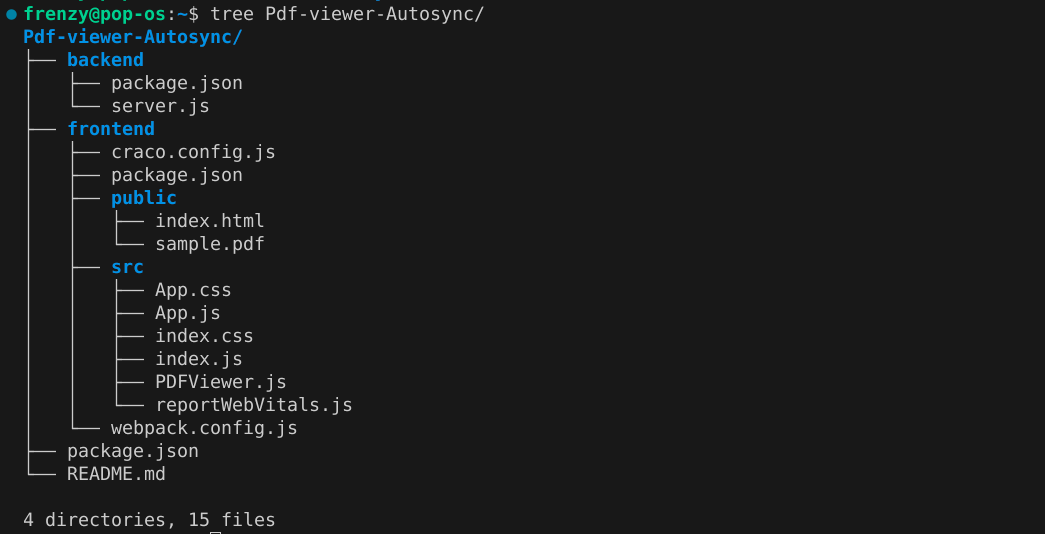 frenzy@pop-os:~$ tree Pdf-viewer-Autosync/
Pdf-viewer-Autosync/
├── backend
│   ├── package.json
│   └── server.js
├── frontend
│   ├── craco.config.js
│   ├── package.json
│   ├── public
│   │   ├── index.html
│   │   └── sample.pdf
│   ├── src
│   │   ├── App.css
│   │   ├── App.js
│   │   ├── index.css
│   │   ├── index.js
│   │   ├── PDFViewer.js
│   │   └── reportWebVitals.js
│   └── webpack.config.js
├── package.json
└── README.md
4 directories, 15 files